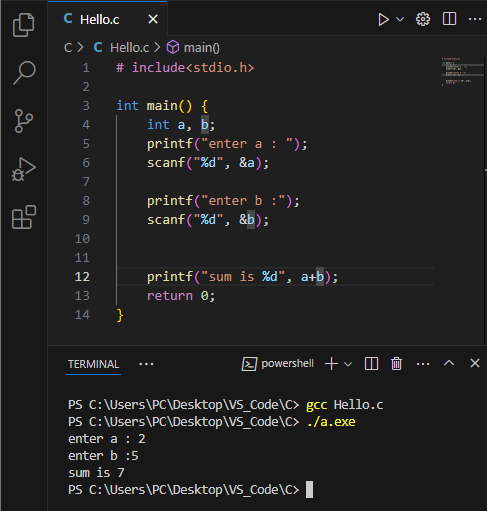 C Hello.c ×
C > C Hello.c > main()
1 # include<stdio.h>
2
3 int main() {
4     int a, b;
5     printf("enter a : ");
6     scanf("%d", &a);
7
8     printf("enter b :");
9     scanf("%d", &b);
10
11
12     printf("sum is %d", a+b);
13     return 0;
14 }
TERMINAL ··· powershell
PS C:\Users\PC\Desktop\VS_Code\C> gcc Hello.c
PS C:\Users\PC\Desktop\VS_Code\C> ./a.exe
enter a : 2
enter b :5
sum is 7
PS C:\Users\PC\Desktop\VS_Code\C>